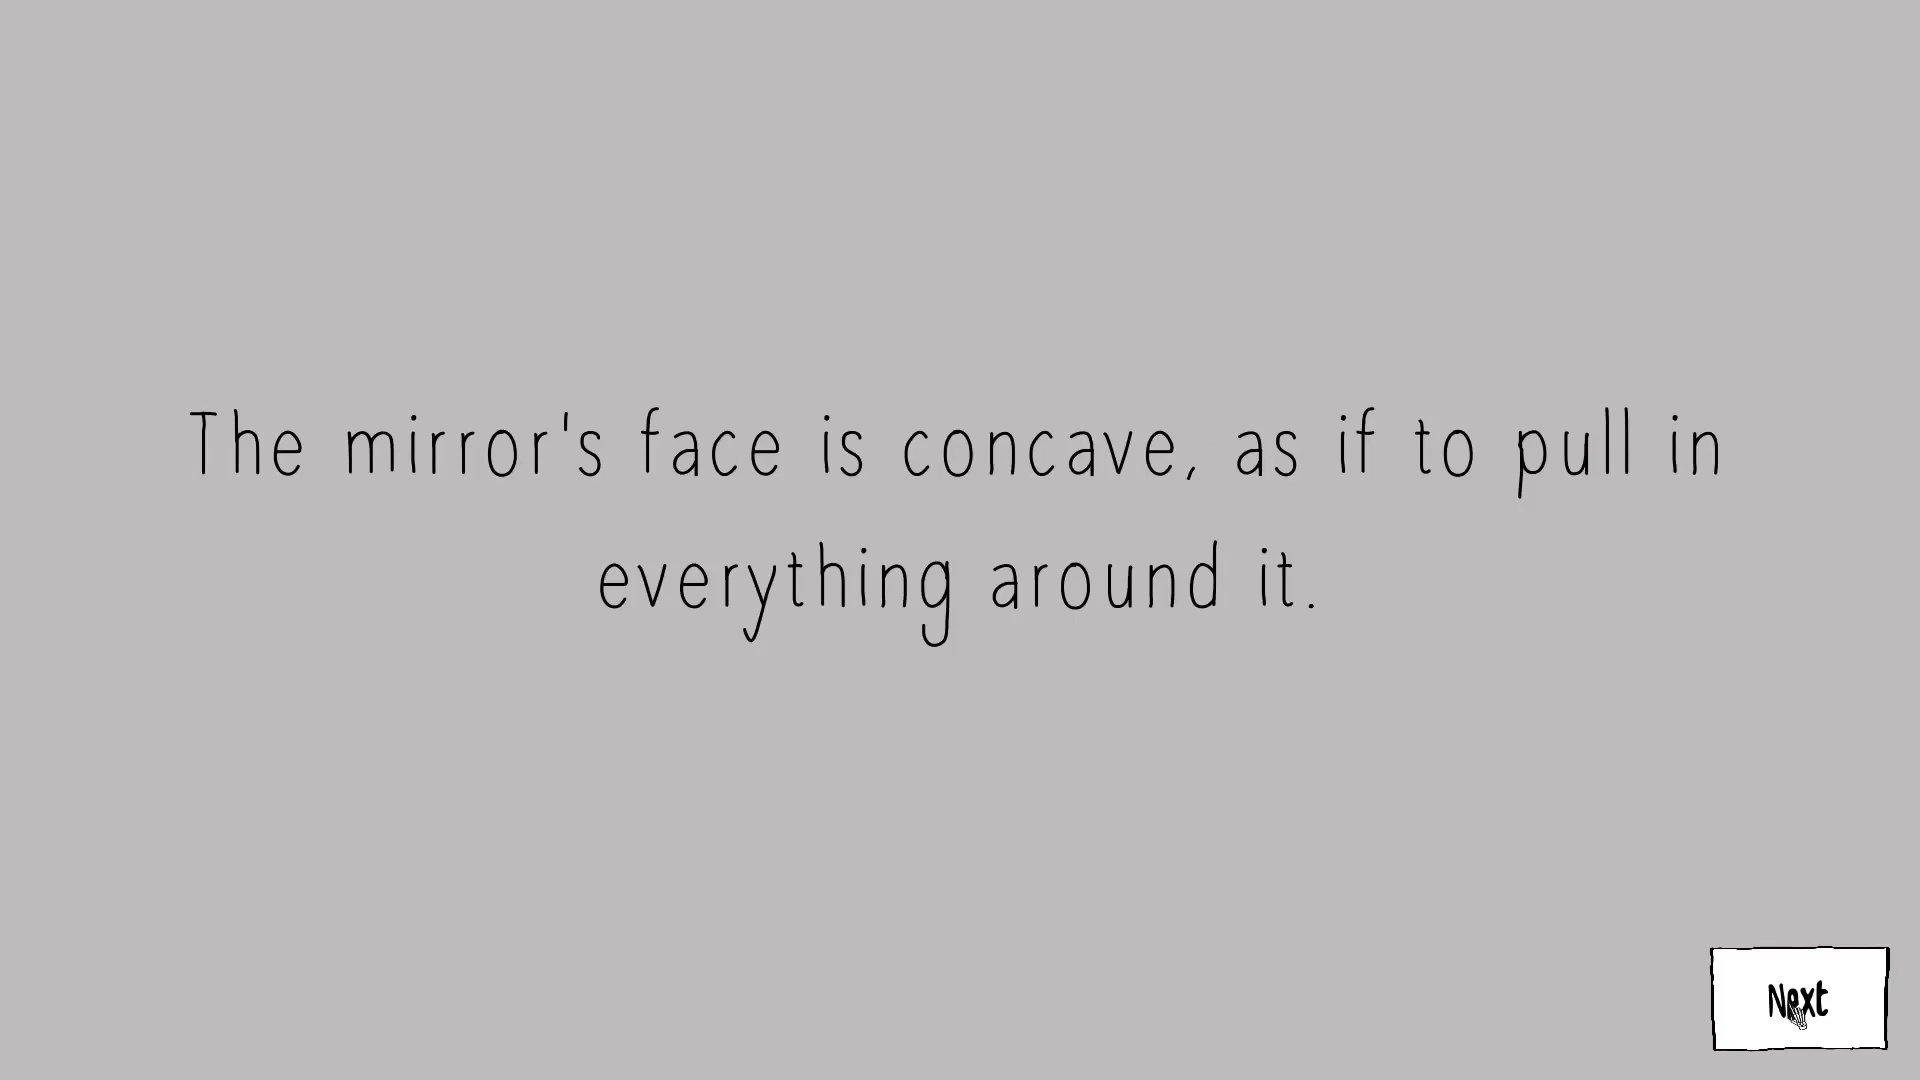 The mirror's face is concave, as if to pull in
everything around it.
Next